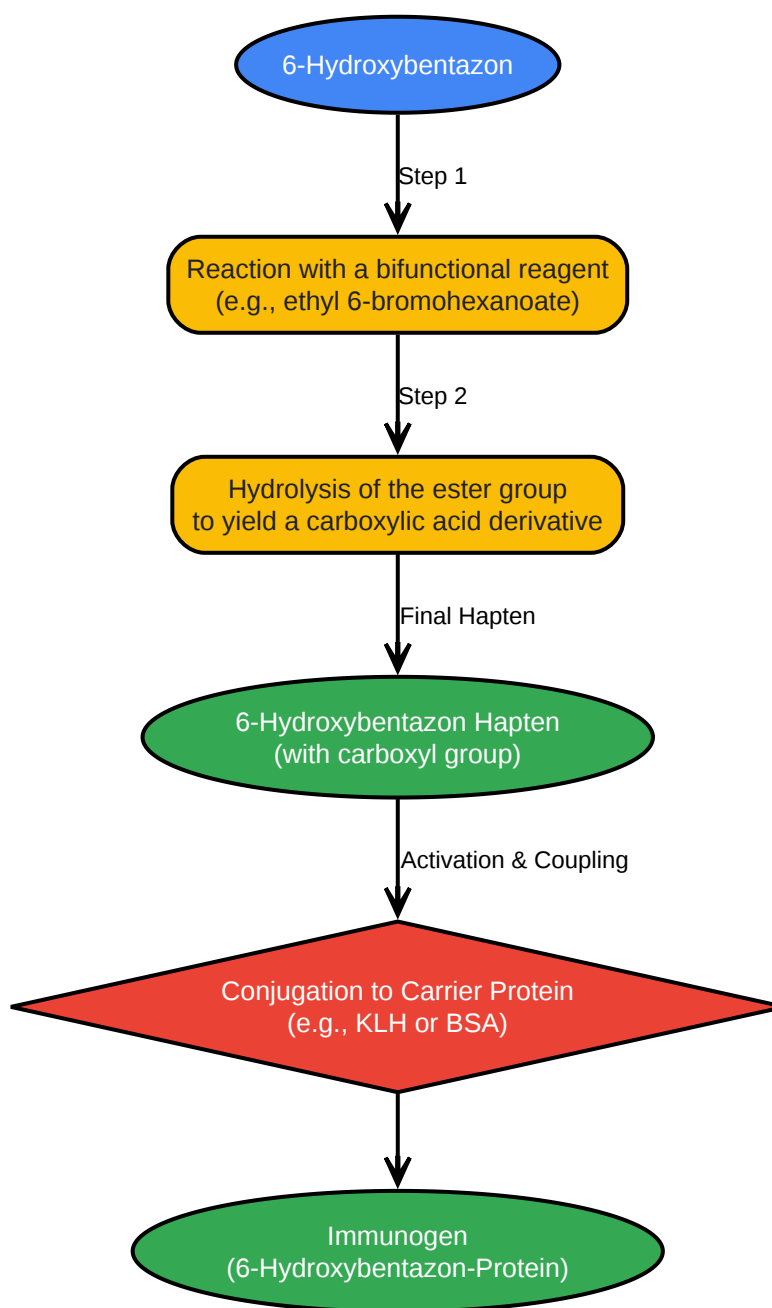 6-Hydroxybentazon
Step 1
Reaction with a bifunctional reagent
(e.g., ethyl 6-bromohexanoate)
Step 2
Hydrolysis of the ester group
to yield a carboxylic acid derivative
Final Hapten
6-Hydroxybentazon Hapten
(with carboxyl group)
Activation & Coupling
Conjugation to Carrier Protein
(e.g., KLH or BSA)
Immunogen
(6-Hydroxybentazon-Protein)